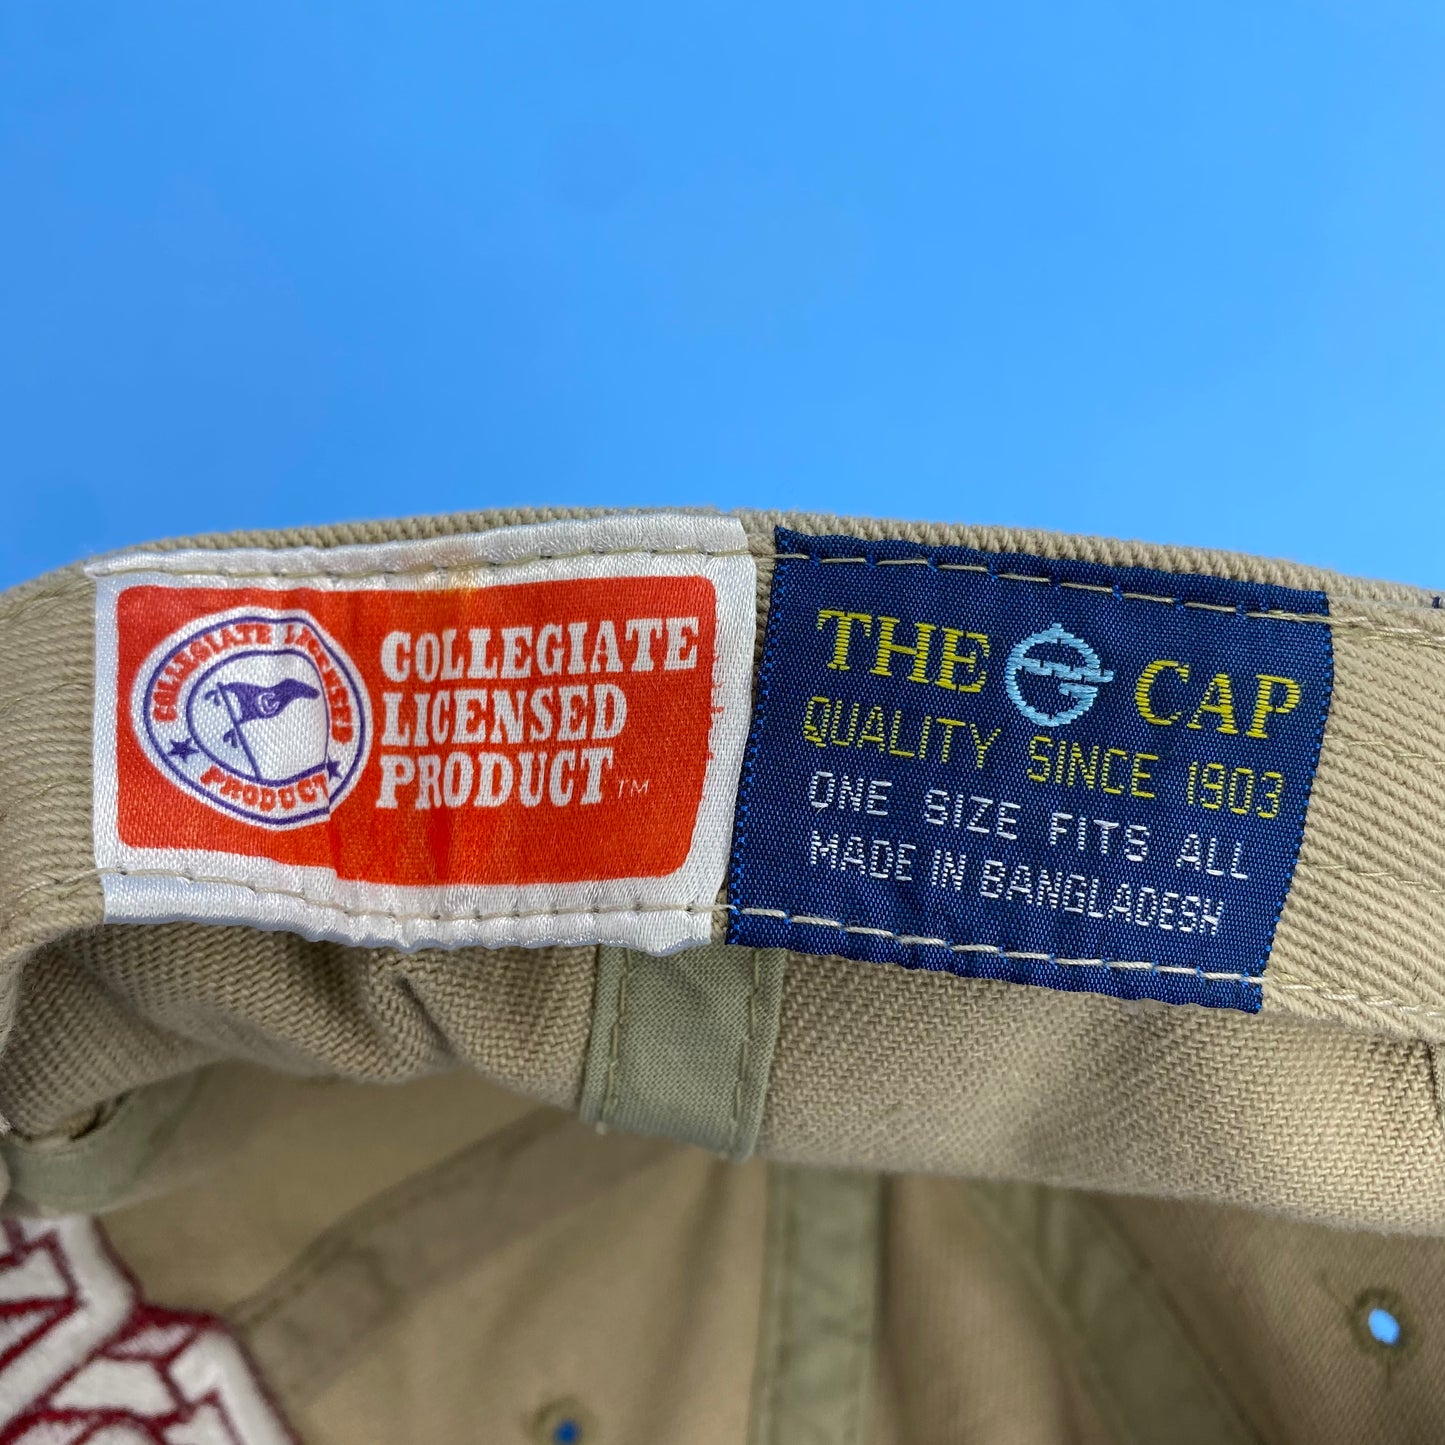 COLLEGIATE LICENSED
PRODUCT
COLLEGIATE
LICENSED
PRODUCT™
THE G CAP
QUALITY SINCE 1903
ONE SIZE FITS ALL
MADE IN BANGLADESH